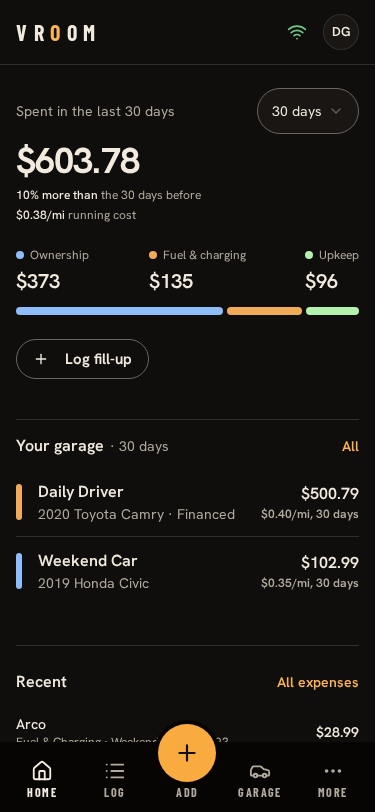 VROOM
DG
Spent in the last 30 days
30 days
$603.78
10% more than the 30 days before
$0.38/mi running cost
Ownership
Fuel & charging
Upkeep
$373
$135
$96
+ Log fill-up
Your garage · 30 days
All
Daily Driver
$500.79
2020 Toyota Camry · Financed
$0.40/mi, 30 days
Weekend Car
$102.99
2019 Honda Civic
$0.35/mi, 30 days
Recent
All expenses
Arco
$28.99
Fuel & Charging · Weekend
HOME
LOG
ADD
GARAGE
MORE